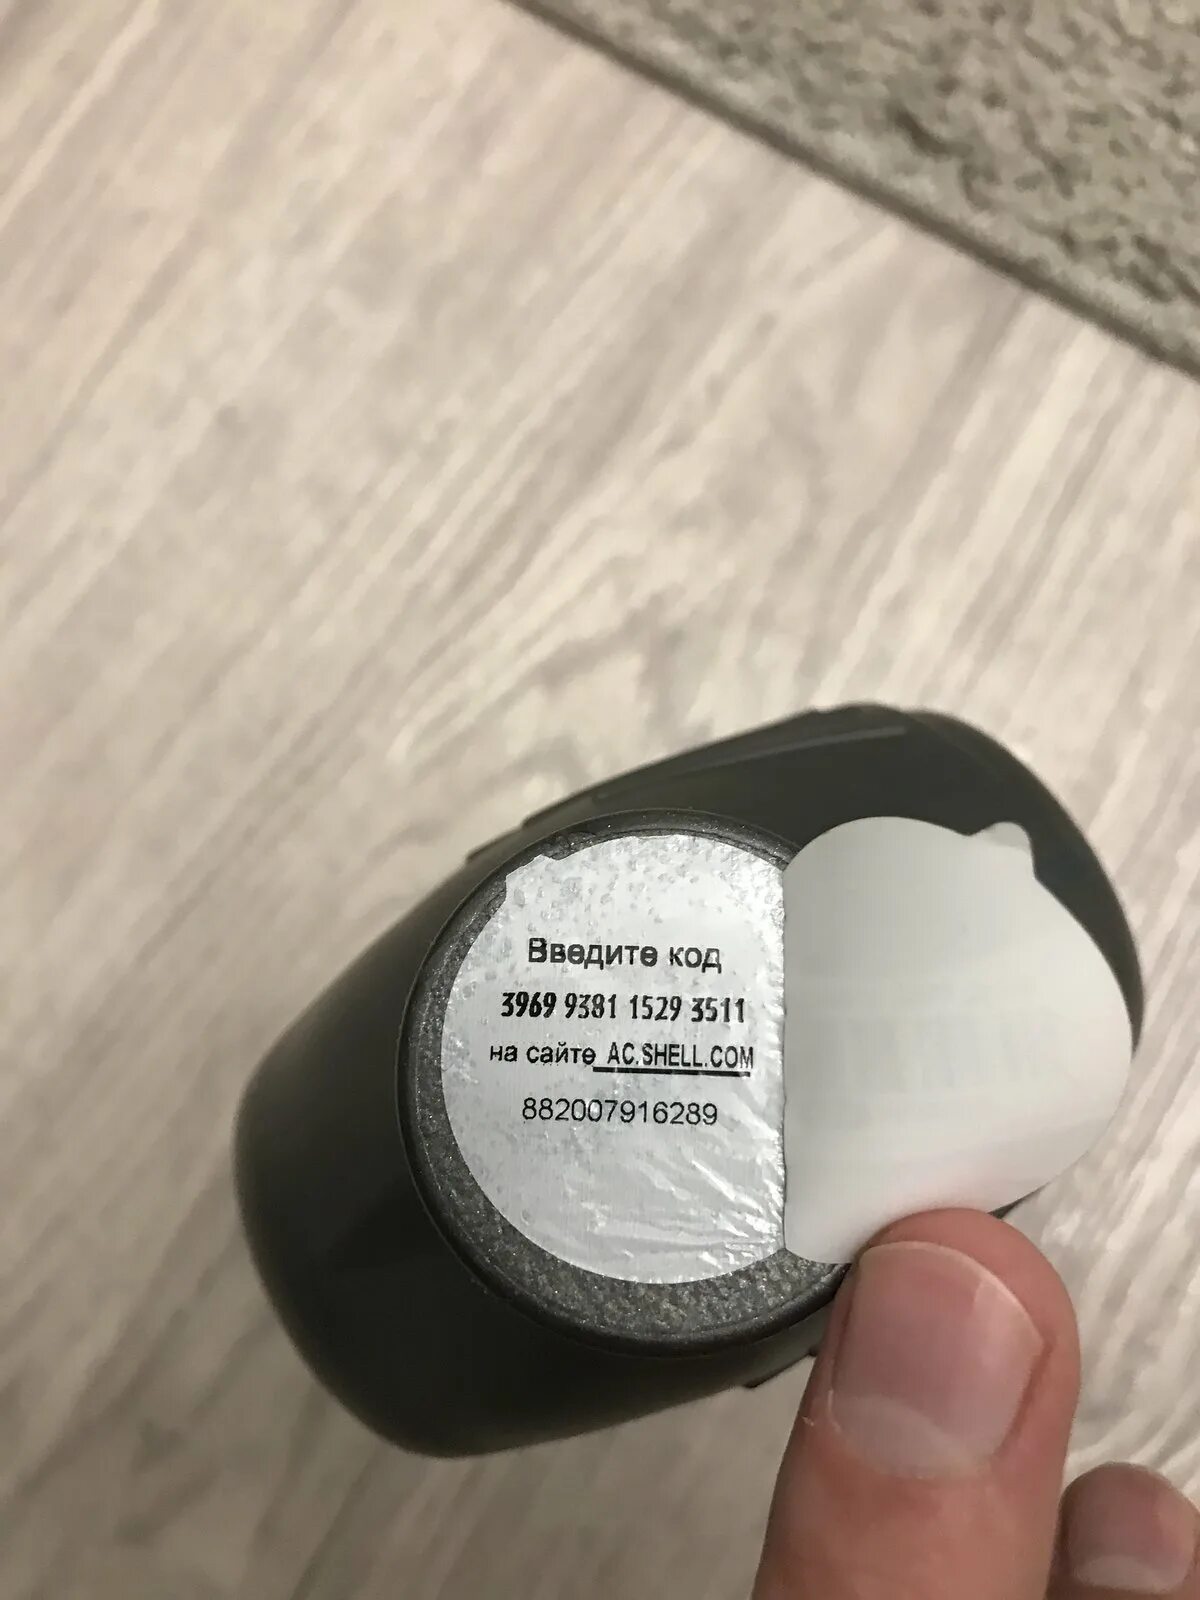 Введите код
3969 9381 1529 3511
на сайте AC.SHELL.COM
882007916289